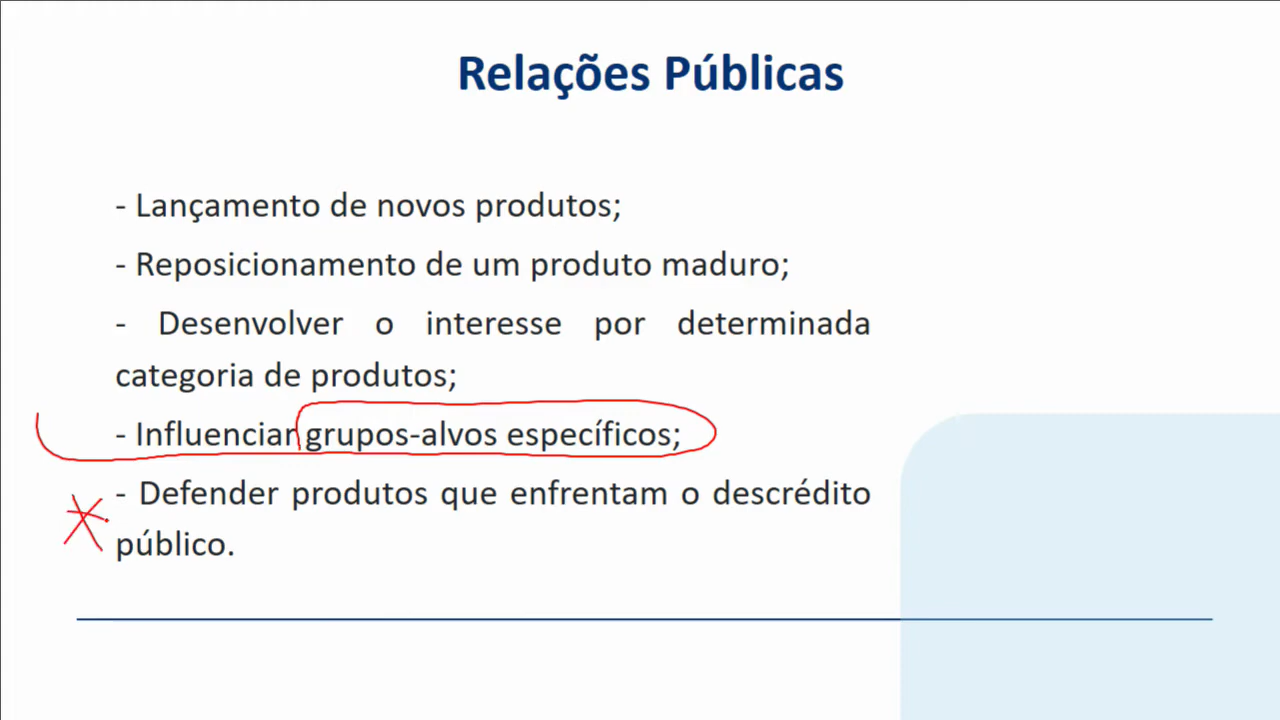 Relações Públicas
- Lançamento de novos produtos;
- Reposicionamento de um produto maduro;
- Desenvolver o interesse por determinada
categoria de produtos;
- Influenciar grupos-alvos específicos;
- Defender produtos que enfrentam o descrédito
público.